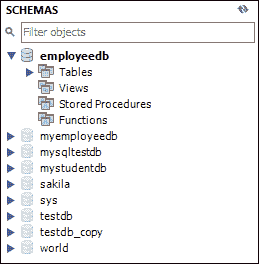 SCHEMAS
Filter objects
employeedb
Tables
Views
Stored Procedures
Functions
myemployeedb
mysqltestdb
mystudentdb
sakila
sys
testdb
testdb_copy
world